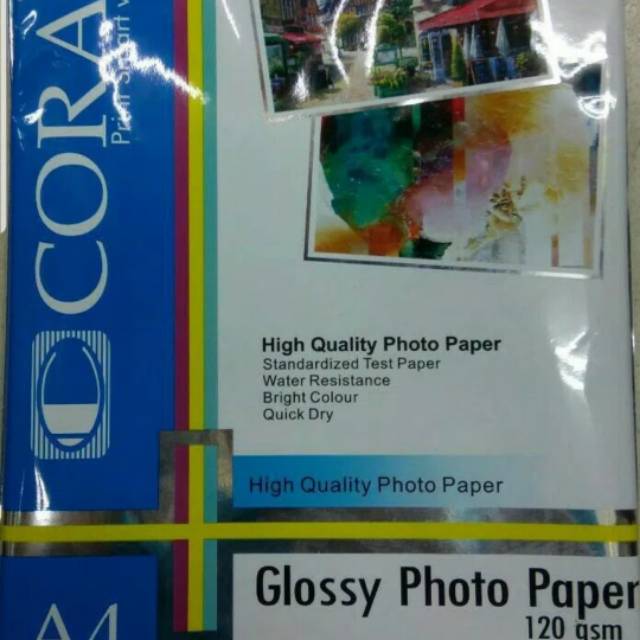 CORA
Print Smart w
High Quality Photo Paper
Standardized Test Paper
Water Resistance
Bright Colour
Quick Dry
High Quality Photo Paper
Glossy Photo Paper
120 gsm
A4